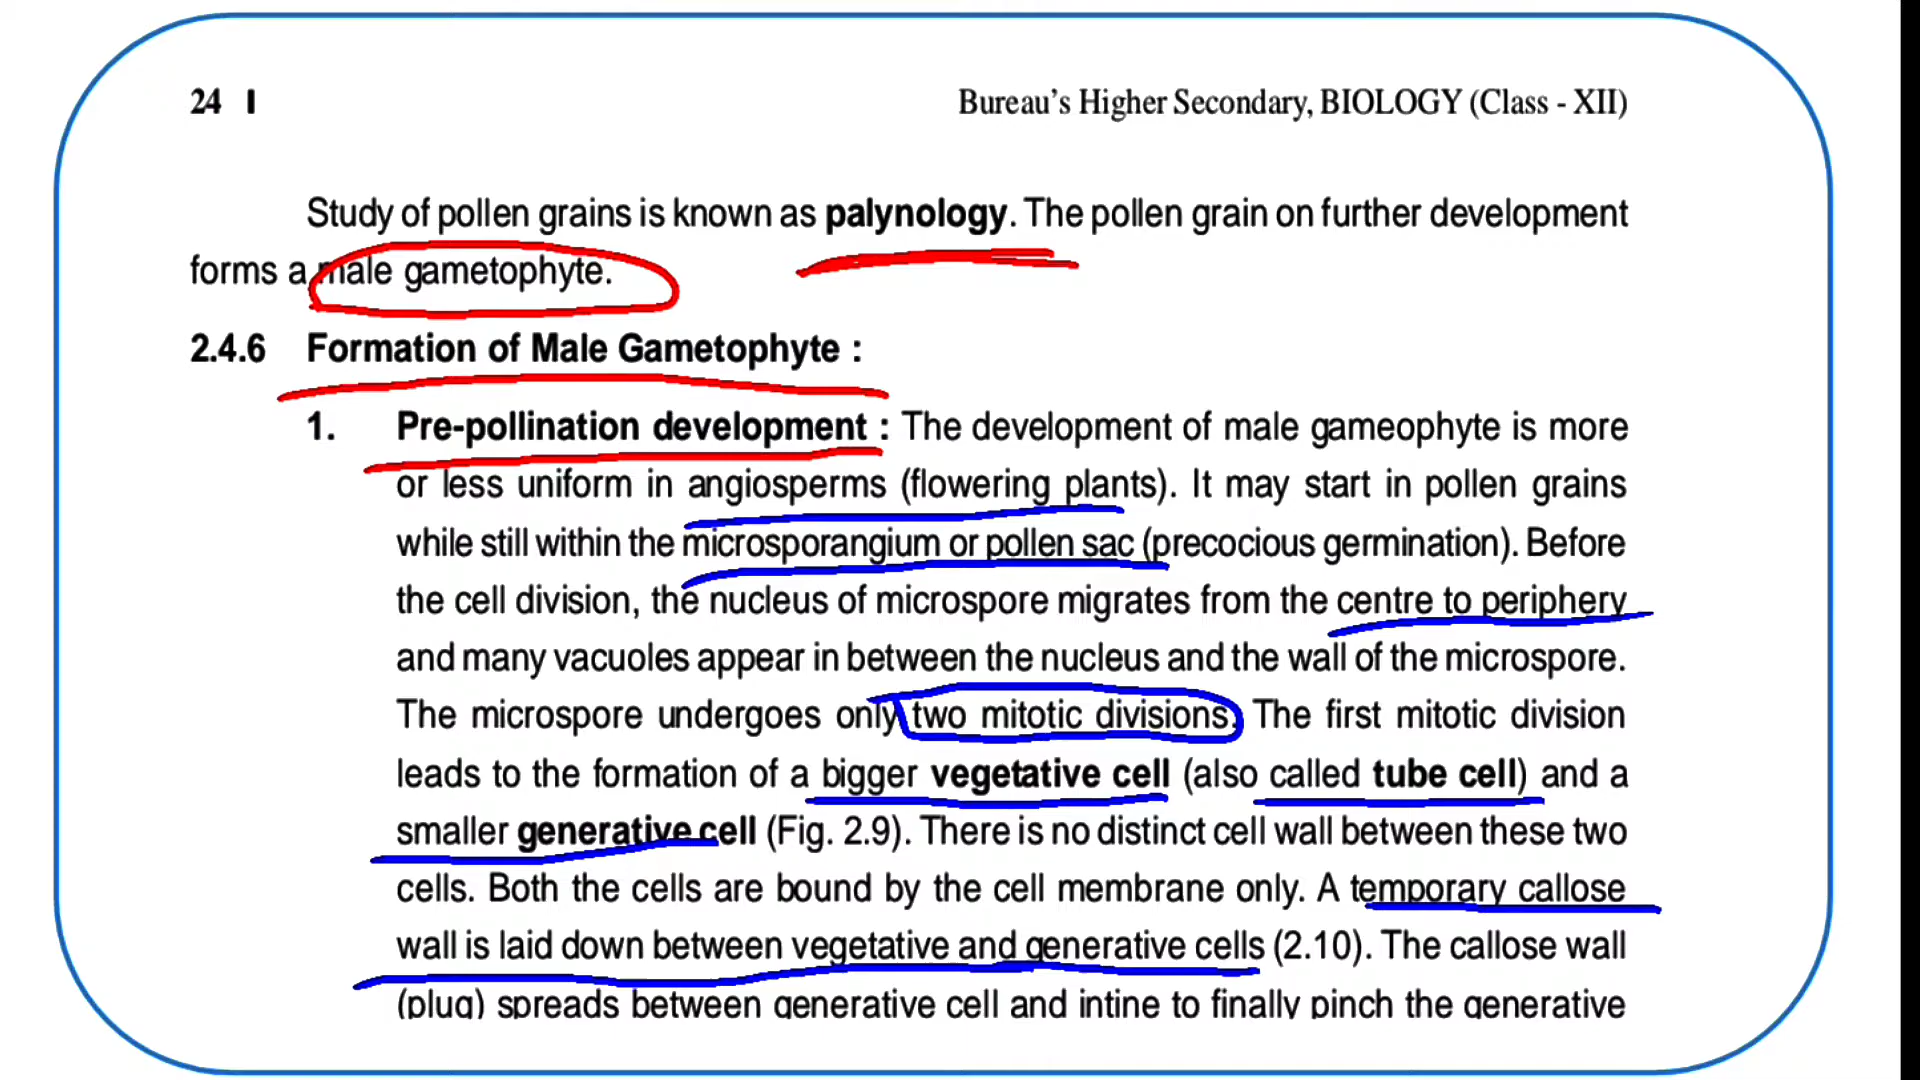 24 I Bureau's Higher Secondary, BIOLOGY (Class - XII)
Study of pollen grains is known as palynology. The pollen grain on further development
forms a male gametophyte.
2.4.6 Formation of Male Gametophyte :
1. Pre-pollination development : The development of male gameophyte is more
or less uniform in angiosperms (flowering plants). It may start in pollen grains
while still within the microsporangium or pollen sac (precocious germination). Before
the cell division, the nucleus of microspore migrates from the centre to periphery
and many vacuoles appear in between the nucleus and the wall of the microspore.
The microspore undergoes only two mitotic divisions. The first mitotic division
leads to the formation of a bigger vegetative cell (also called tube cell) and a
smaller generative cell (Fig. 2.9). There is no distinct cell wall between these two
cells. Both the cells are bound by the cell membrane only. A temporary callose
wall is laid down between vegetative and generative cells (2.10). The callose wall
(plug) spreads between generative cell and intine to finally pinch the generative